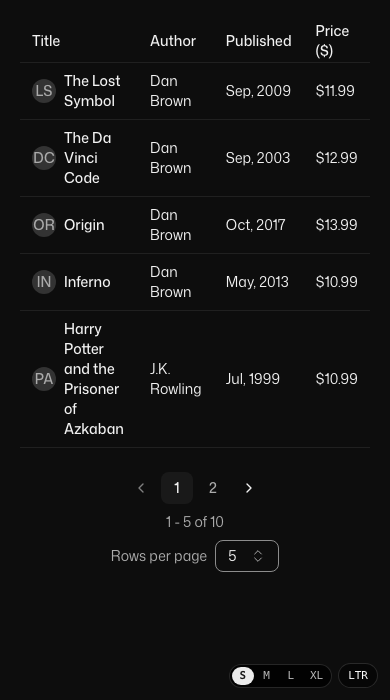 Title Author Published Price ($)
LS The Lost Symbol Dan Brown Sep, 2009 $11.99
DC The Da Vinci Code Dan Brown Sep, 2003 $12.99
OR Origin Dan Brown Oct, 2017 $13.99
IN Inferno Dan Brown May, 2013 $10.99
PA Harry Potter and the Prisoner of Azkaban J.K. Rowling Jul, 1999 $10.99
1 2
1 - 5 of 10
Rows per page 5
S M L XL LTR